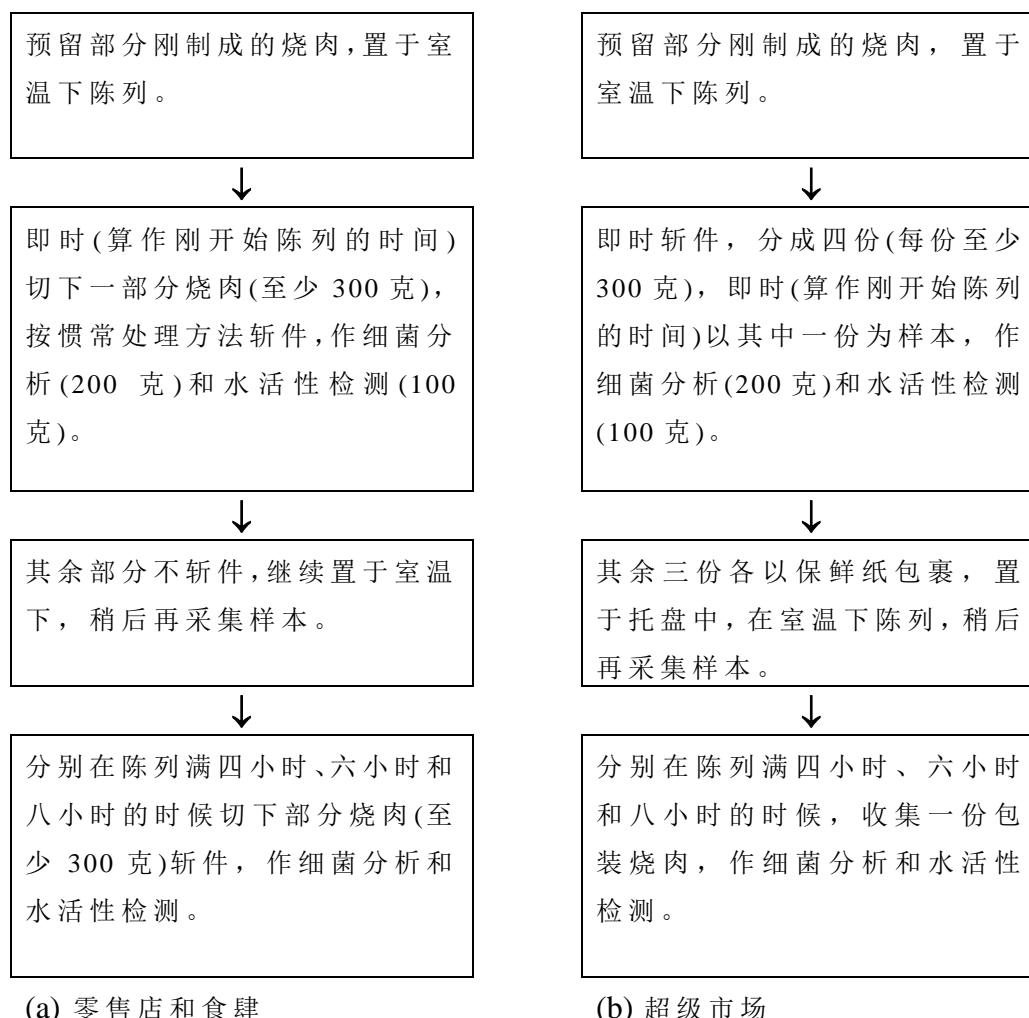 预留部分刚制成的烧肉,置于室
温下陈列。
即时(算作刚开始陈列的时间)
切下一部分烧肉(至少 300 克),
按惯常处理方法斩件,作细菌分
析(200 克)和水活性检测(100
克)。
其余部分不斩件,继续置于室温
下,稍后再采集样本。
分别在陈列满四小时、六小时和
八小时的时候切下部分烧肉(至
少 300 克)斩件,作细菌分析和
水活性检测。
(a) 零售店和食肆
预留部分刚制成的烧肉,置于
室温下陈列。
即时斩件,分成四份(每份至少
300 克),即时(算作刚开始陈列
的时间)以其中一份为样本,作
细菌分析(200 克)和水活性检测
(100 克)。
其余三份各以保鲜纸包裹,置
于托盘中,在室温下陈列,稍后
再采集样本。
分别在陈列满四小时、六小时
和八小时的时候,收集一份包
装烧肉,作细菌分析和水活性
检测。
(b) 超级市场